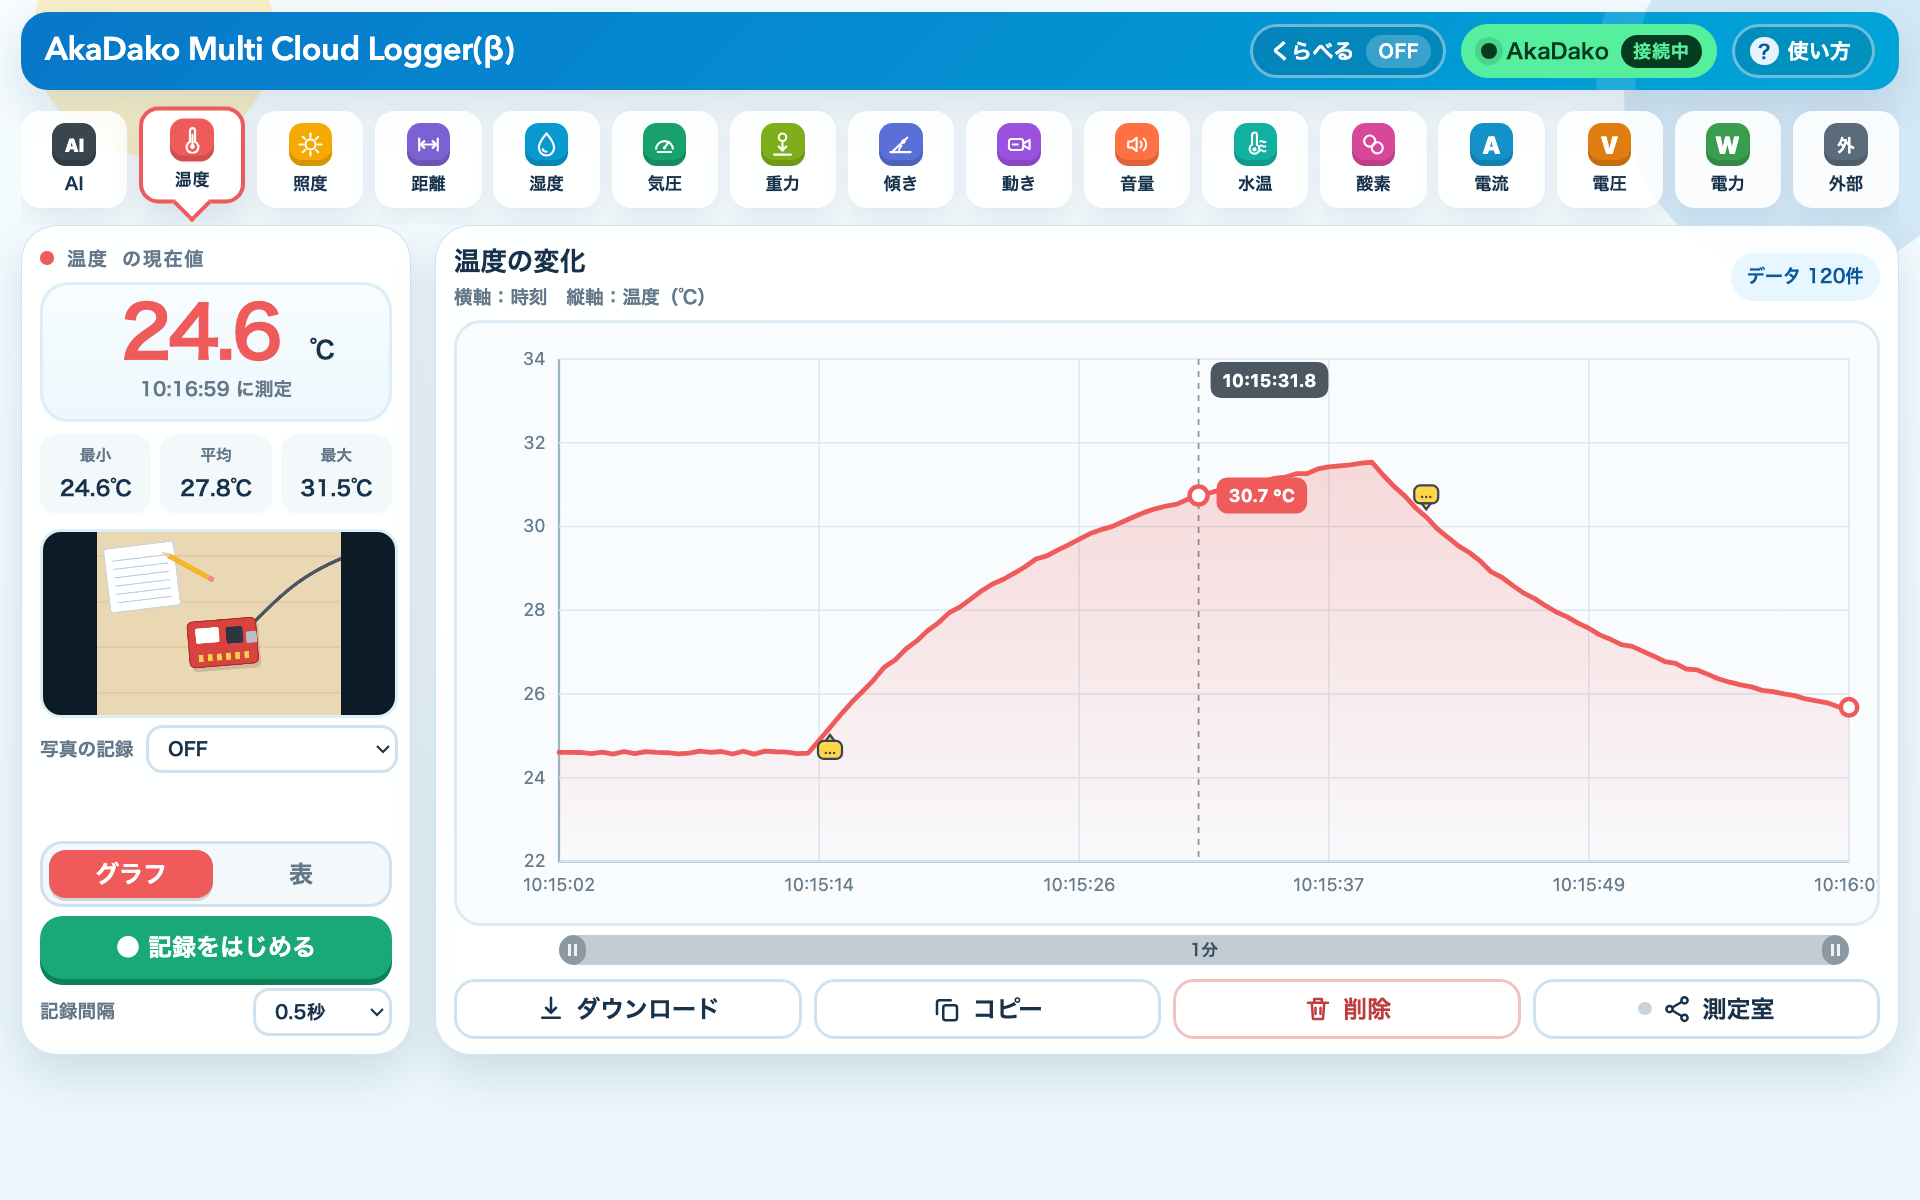 AkaDako Multi Cloud Logger(β)
くらべる OFF
AkaDako 接続中
? 使い方
AI AI
温度
照度
距離
湿度
気圧
重力
傾き
動き
音量
水温
酸素
A 電流
V 電圧
W 電力
外 外部
温度 の現在値
24.6 ℃
10:16:59 に測定
最小 24.6℃
平均 27.8℃
最大 31.5℃
写真の記録 OFF
グラフ 表
記録をはじめる
記録間隔 0.5秒
温度の変化
横軸：時刻 縦軸：温度（℃）
データ 120件
34
32
30
28
26
24
22
10:15:31.8
30.7 ℃
10:15:02 10:15:14 10:15:26 10:15:37 10:15:49 10:16:0
1分
ダウンロード
コピー
削除
測定室